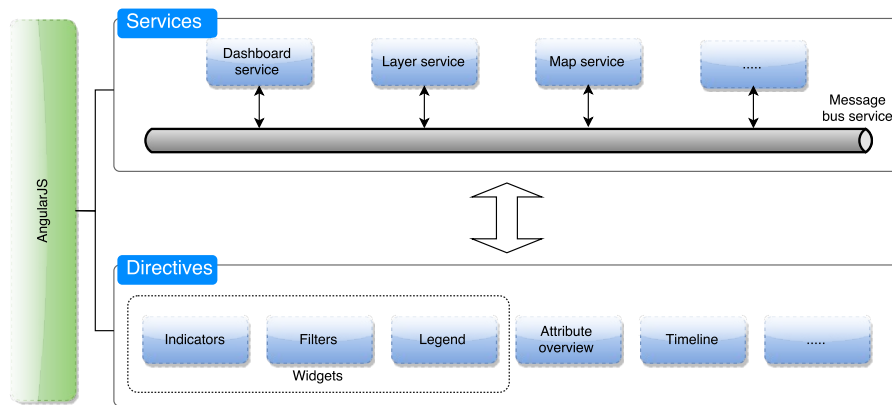 AngularJS
Services
Dashboard
service
Layer service
Map service
.....
Message
bus service
Directives
Indicators
Filters
Legend
Widgets
Attribute
overview
Timeline
.....